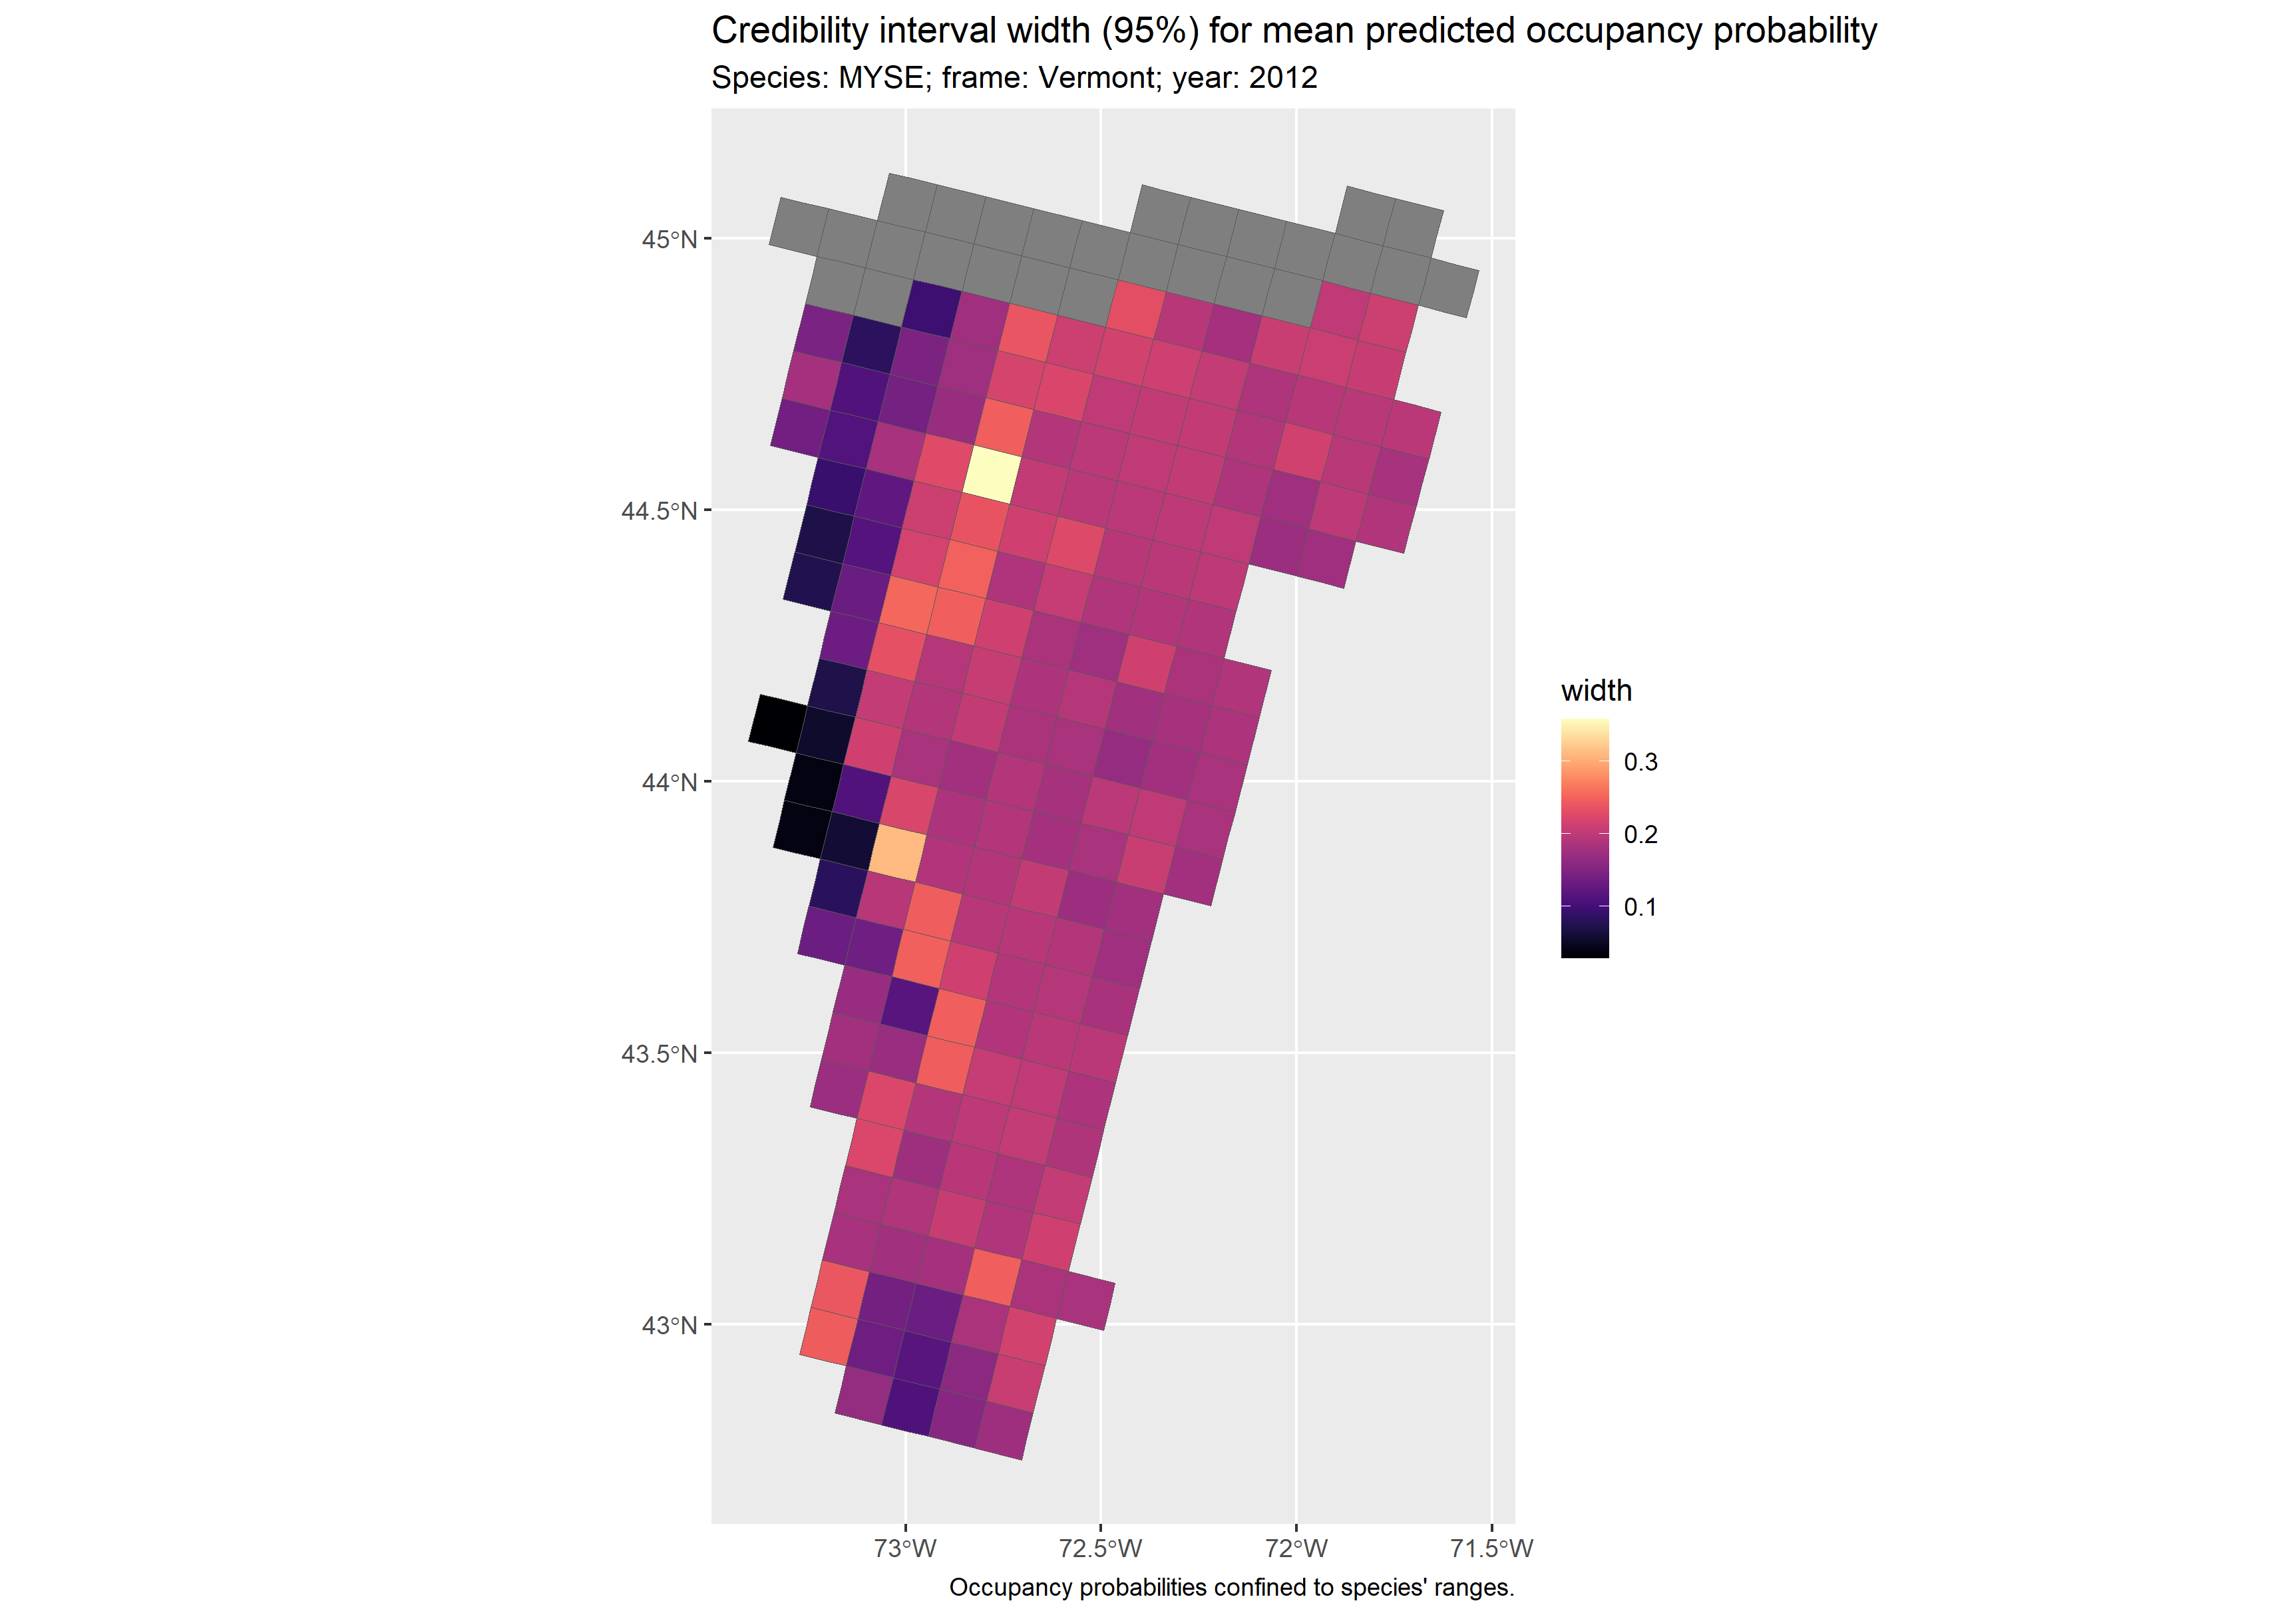 Credibility interval width (95%) for mean predicted occupancy probability
Species: MYSE; frame: Vermont; year: 2012
45°N
44.5°N
44°N
43.5°N
43°N
73°W
72.5°W
72°W
71.5°W
width
0.3
0.2
0.1
Occupancy probabilities confined to species' ranges.